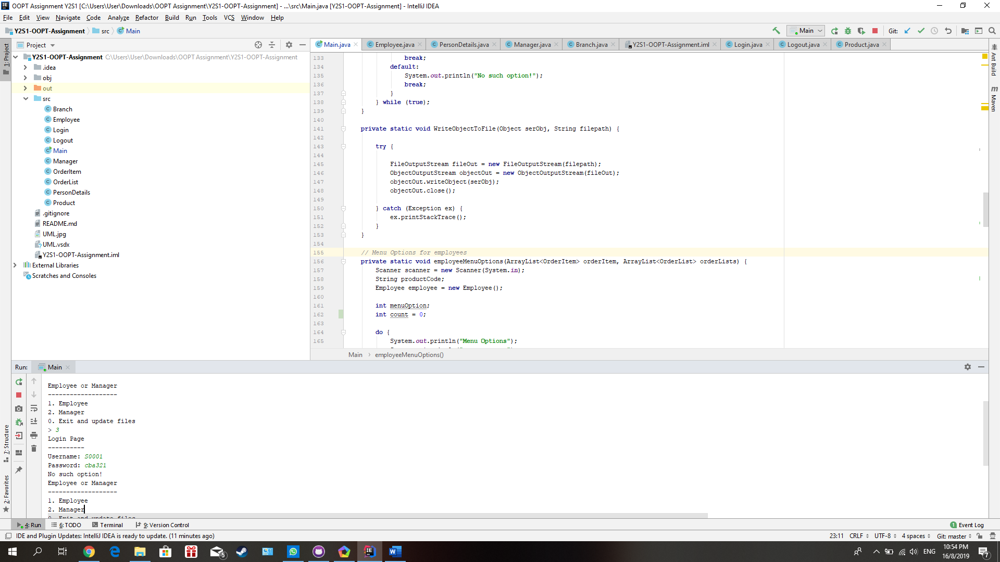 OOPT Assignment Y2S1 [C:\Users\User\Downloads\OOPT Assignment\Y2S1-OOPT-Assignment] - ...\src\Main.java [Y2S1-OOPT-Assignment] - IntelliJ IDEA
File Edit View Navigate Code Analyze Refactor Build Run Tools VCS Window Help
Y2S1-OOPT-Assignment src Main
Main Git:
1: Project
Project
Main.java Employee.java PersonDetails.java Manager.java Branch.java Y2S1-OOPT-Assignment.iml Login.java Logout.java Product.java
Y2S1-OOPT-Assignment C:\Users\User\Downloads\OOPT Assignment\Y2S1-OOPT-Assignment
.idea
obj
out
src
Branch
Employee
Login
Logout
Main
Manager
OrderItem
OrderList
PersonDetails
Product
.gitignore
README.md
UML.jpg
UML.vsdx
Y2S1-OOPT-Assignment.iml
External Libraries
Scratches and Consoles
133 break;
134 default:
135 System.out.println("No such option!");
136 break;
137 }
138 } while (true);
139 }
140
141 private static void WriteObjectToFile(Object serObj, String filepath) {
142
143 try {
144
145 FileOutputStream fileOut = new FileOutputStream(filepath);
146 ObjectOutputStream objectOut = new ObjectOutputStream(fileOut);
147 objectOut.writeObject(serObj);
148 objectOut.close();
149
150 } catch (Exception ex) {
151 ex.printStackTrace();
152 }
153 }
154
155 // Menu Options for employees
156 private static void employeeMenuOptions(ArrayList<OrderItem> orderItem, ArrayList<OrderList> orderLists) {
157 Scanner scanner = new Scanner(System.in);
158 String productCode;
159 Employee employee = new Employee();
160
161 int menuOption;
162 int count = 0;
163
164 do {
165 System.out.println("Menu Options");
Main employeeMenuOptions()
Ant Build
Maven
Run: Main
Employee or Manager
-------------------
1. Employee
2. Manager
0. Exit and update files
> 3
Login Page
----------
Username: S0001
Password: cba321
No such option!
Employee or Manager
-------------------
1. Employee
2. Manager
0. Exit and update files
7: Structure
2: Favorites
4: Run 6: TODO Terminal 9: Version Control 1 Event Log
IDE and Plugin Updates: IntelliJ IDEA is ready to update. (11 minutes ago) 23:11 CRLF UTF-8 4 spaces Git: master
5 ENG 10:54 PM
16/8/2019 7